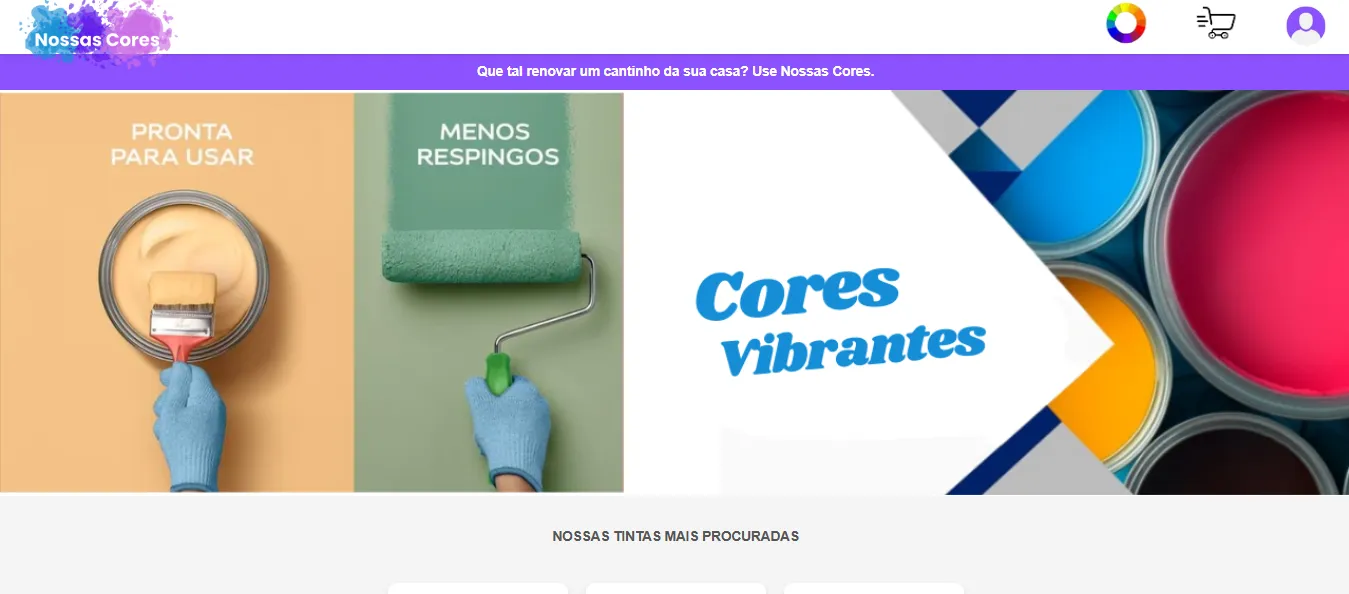 Nossas Cores
Que tal renovar um cantinho da sua casa? Use Nossas Cores.
PRONTA
PARA USAR
MENOS
RESPINGOS
Cores
Vibrantes
NOSSAS TINTAS MAIS PROCURADAS